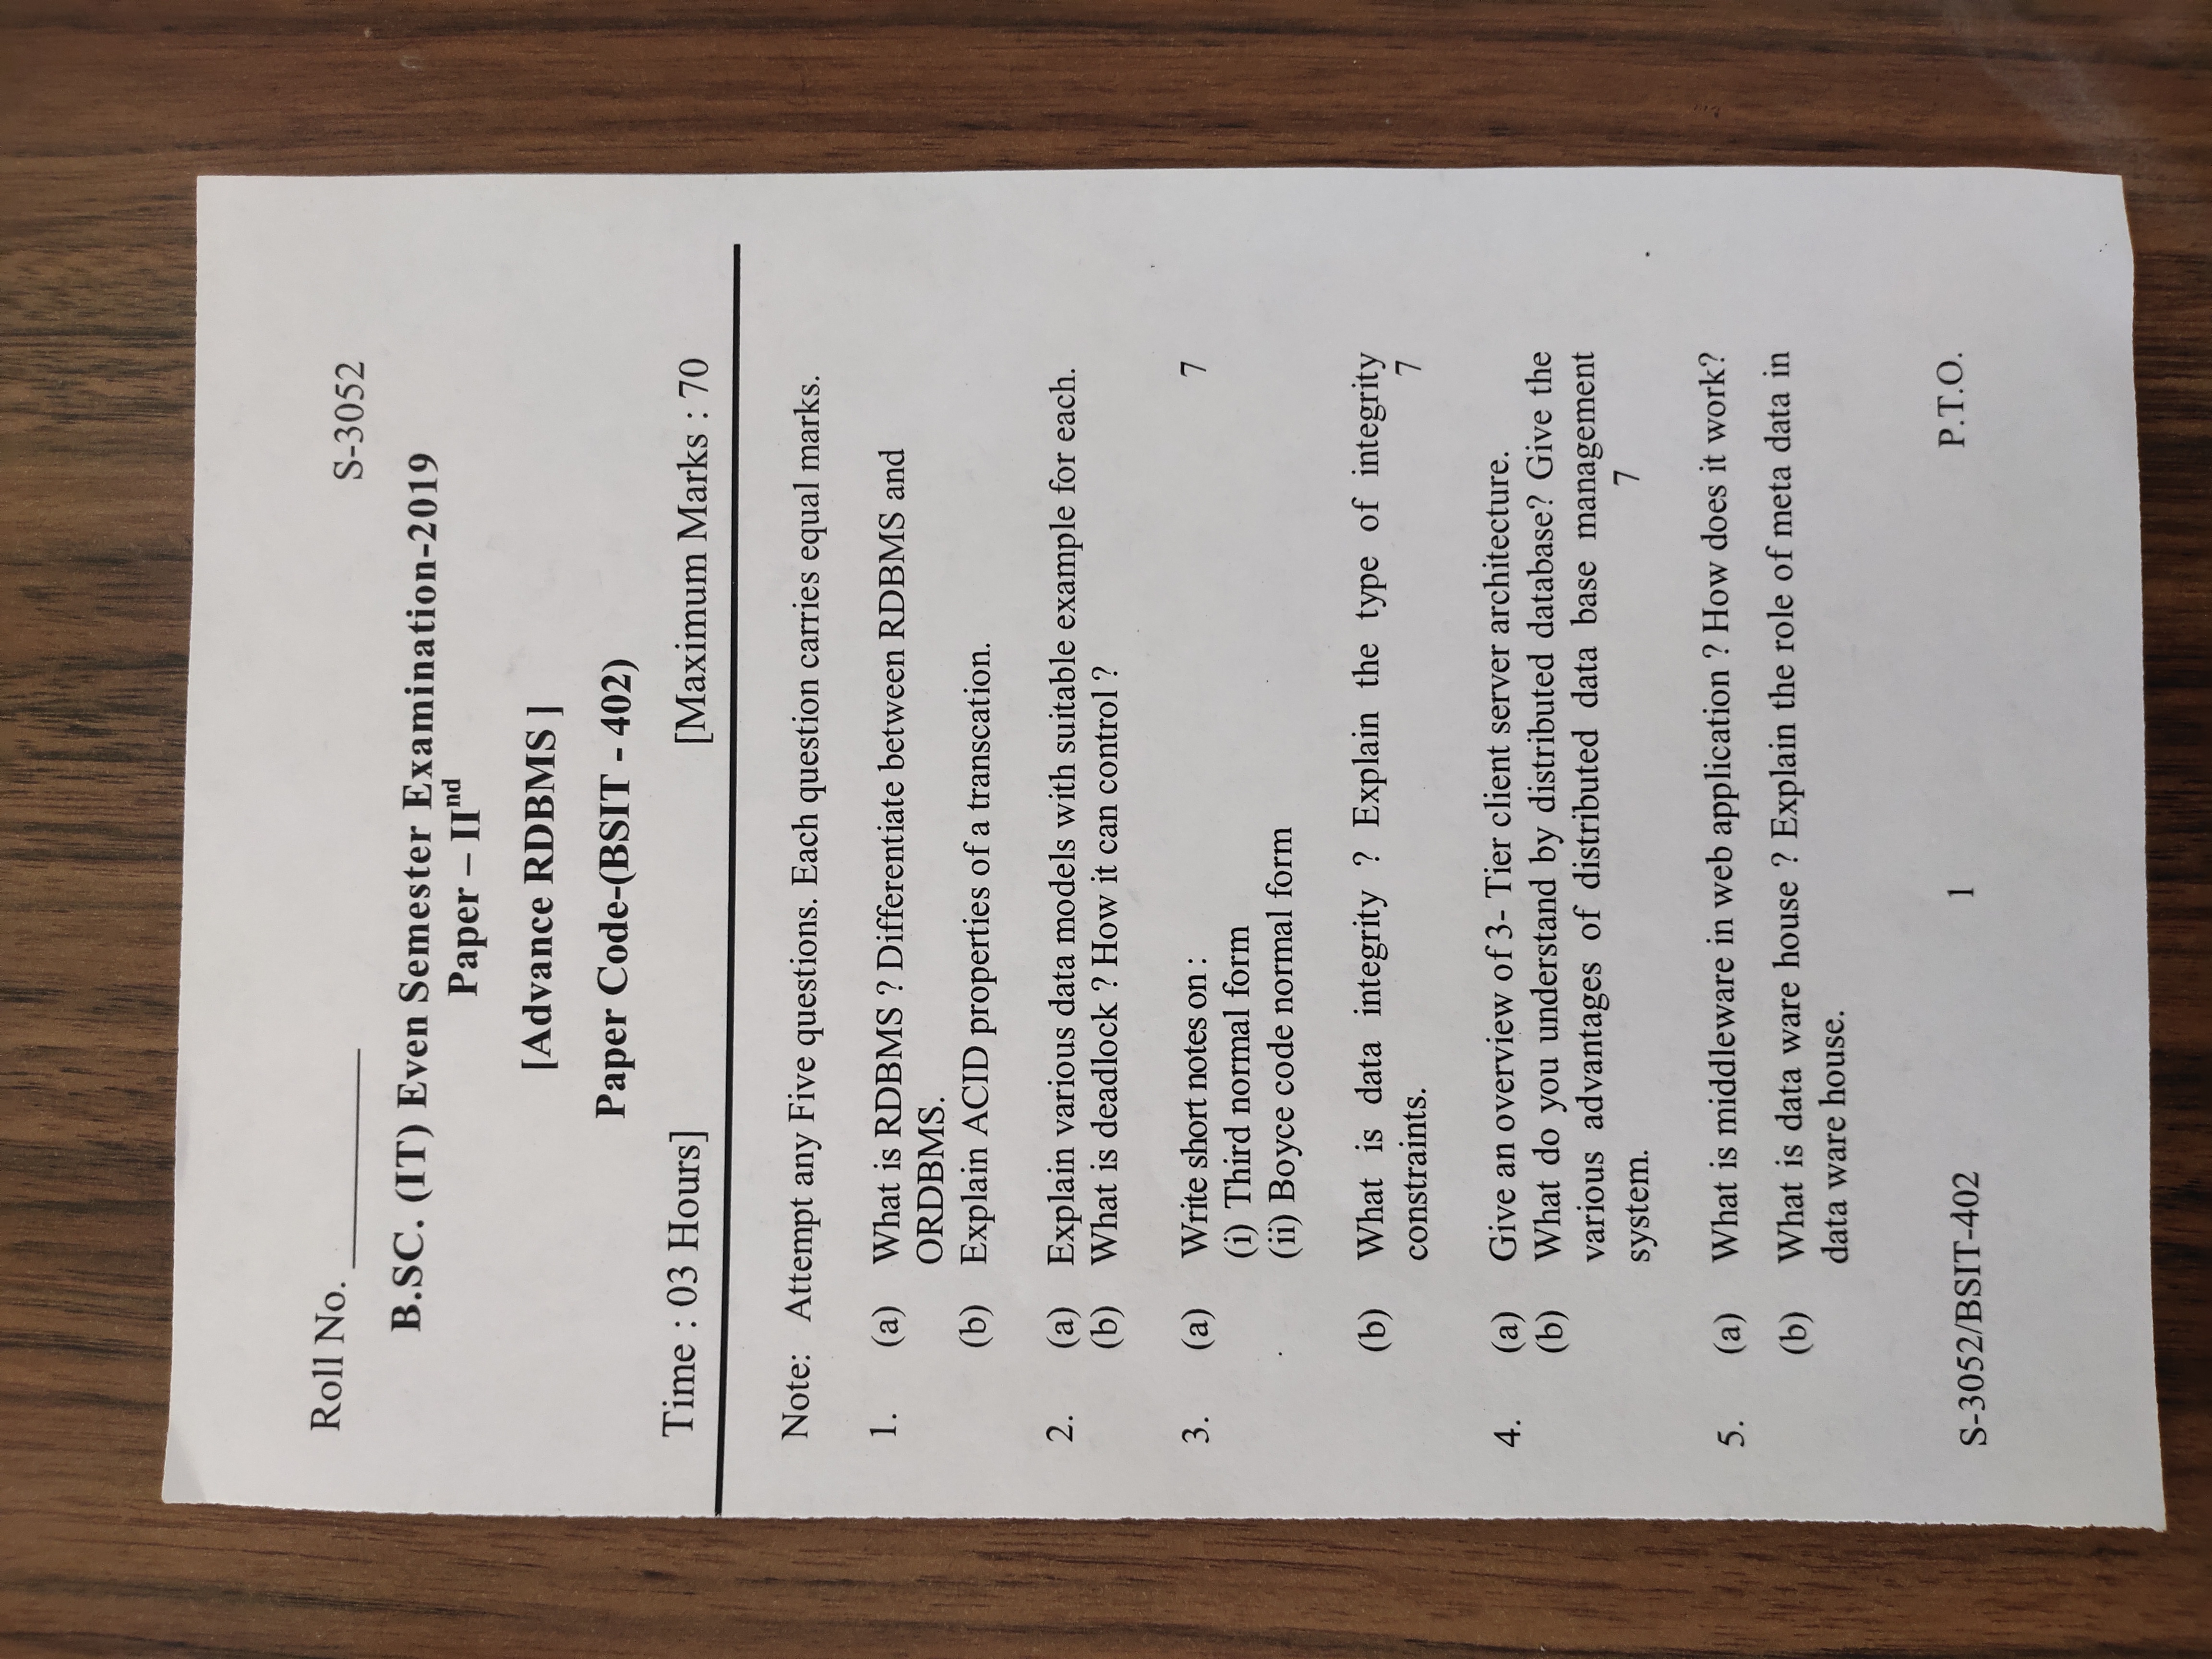 Roll No. __________ S-3052
B.SC. (IT) Even Semester Examination-2019
Paper – IInd
[Advance RDBMS ]
Paper Code-(BSIT - 402)
Time : 03 Hours] [Maximum Marks : 70
Note: Attempt any Five questions. Each question carries equal marks.
1. (a) What is RDBMS ? Differentiate between RDBMS and
ORDBMS.
(b) Explain ACID properties of a transcation.
2. (a) Explain various data models with suitable example for each.
(b) What is deadlock ? How it can control ?
3. (a) Write short notes on : 7
(i) Third normal form
(ii) Boyce code normal form
(b) What is data integrity ? Explain the type of integrity
constraints. 7
4. (a) Give an overview of 3- Tier client server architecture.
(b) What do you understand by distributed database? Give the
various advantages of distributed data base management
system. 7
5. (a) What is middleware in web application ? How does it work?
(b) What is data ware house ? Explain the role of meta data in
data ware house.
S-3052/BSIT-402 1 P.T.O.